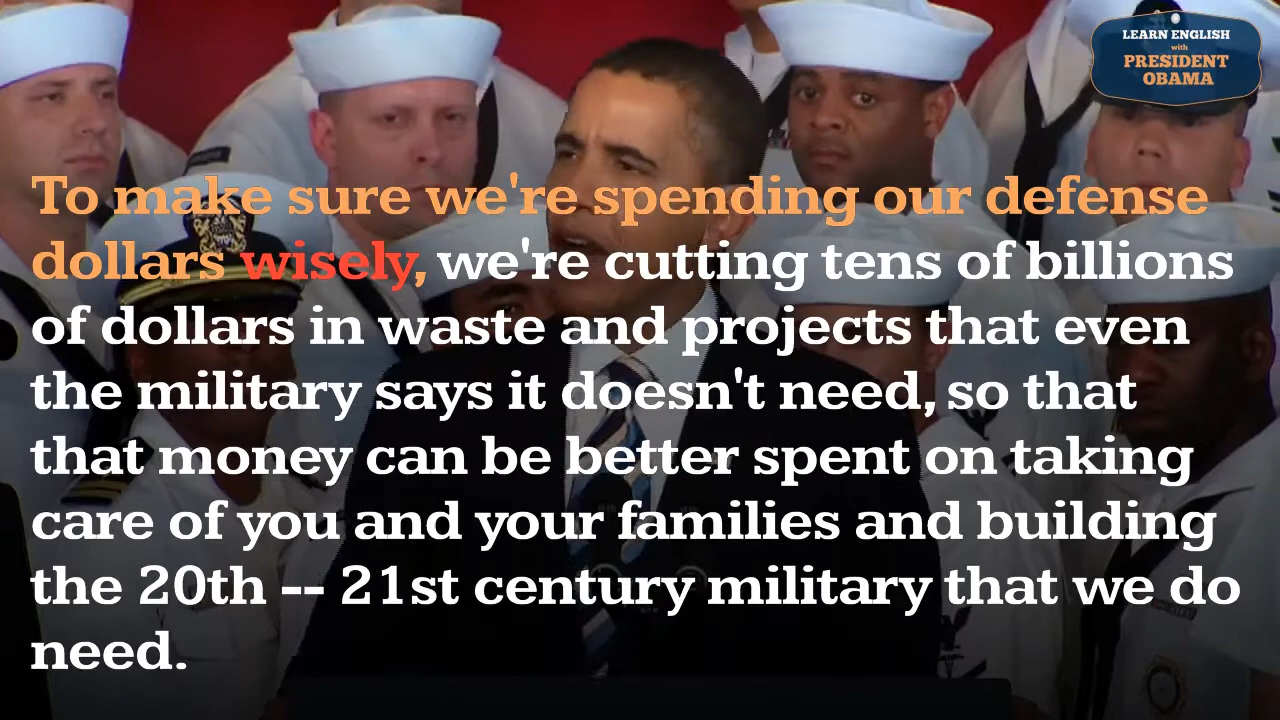 LEARN ENGLISH
with
PRESIDENT
OBAMA
To make sure we're spending our defense
dollars wisely, we're cutting tens of billions
of dollars in waste and projects that even
the military says it doesn't need, so that
that money can be better spent on taking
care of you and your families and building
the 20th -- 21st century military that we do
need.